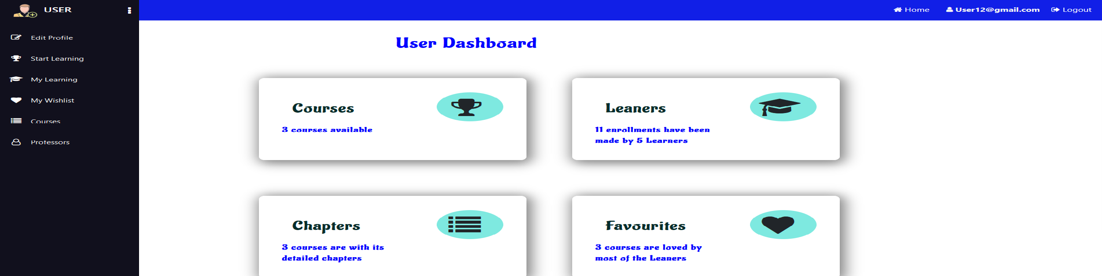 USER
Home
User12@gmail.com
Logout
Edit Profile
Start Learning
My Learning
My Wishlist
Courses
Professors
User Dashboard
Courses
3 courses available
Leaners
11 enrollments have been
made by 5 Learners
Chapters
3 courses are with its
detailed chapters
Favourites
3 courses are loved by
most of the Leaners